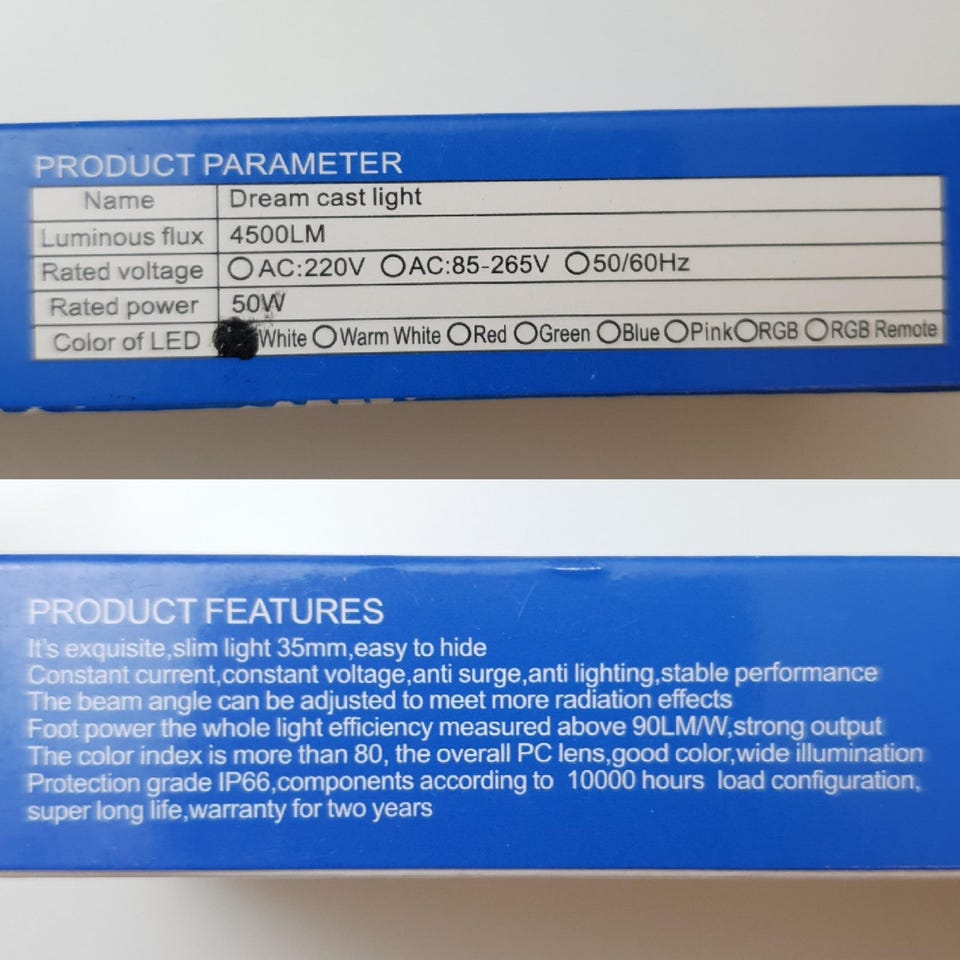 PRODUCT PARAMETER
Name Dream cast light
Luminous flux 4500LM
Rated voltage AC:220V AC:85-265V 50/60Hz
Rated power 50W
Color of LED White Warm White Red Green Blue Pink RGB RGB Remote
PRODUCT FEATURES
It's exquisite,slim light 35mm,easy to hide
Constant current,constant voltage,anti surge,anti lighting,stable performance
The beam angle can be adjusted to meet more radiation effects
Foot power the whole light efficiency measured above 90LM/W,strong output
The color index is more than 80, the overall PC lens,good color,wide illumination
Protection grade IP66,components according to 10000 hours load configuration,
super long life,warranty for two years